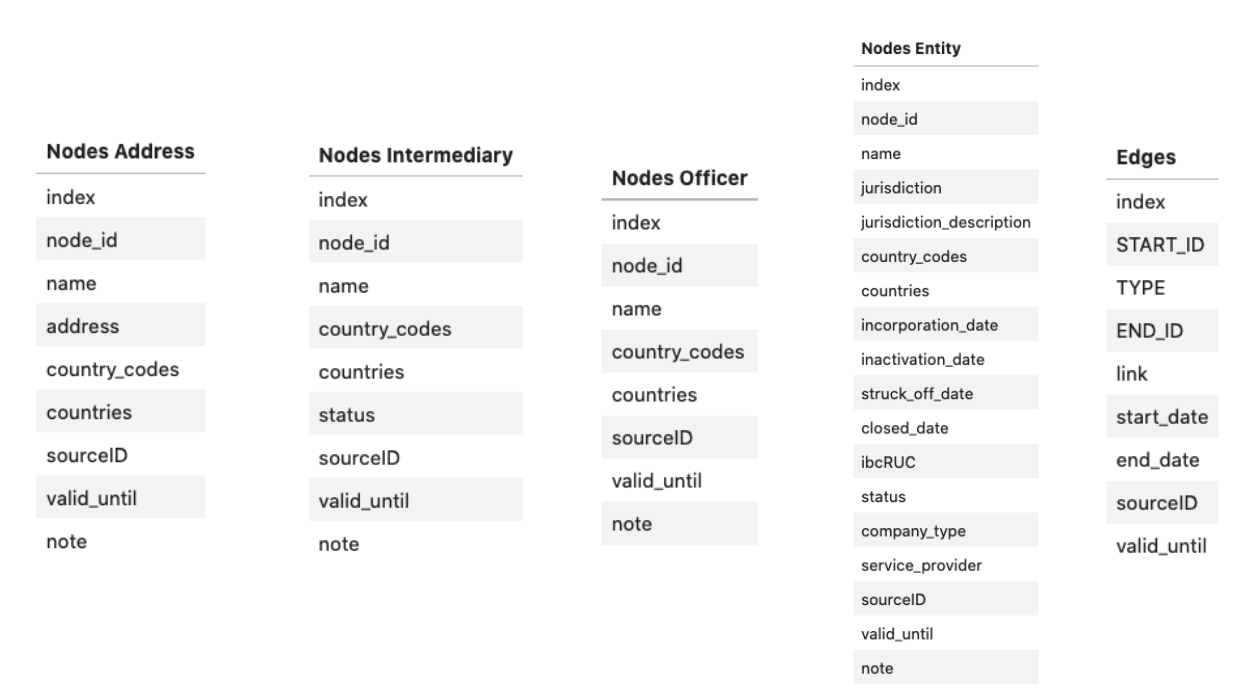 Nodes Address
index
node_id
name
address
country_codes
countries
sourceID
valid_until
note
Nodes Intermediary
index
node_id
name
country_codes
countries
status
sourceID
valid_until
note
Nodes Officer
index
node_id
name
country_codes
countries
sourceID
valid_until
note
Nodes Entity
index
node_id
name
jurisdiction
jurisdiction_description
country_codes
countries
incorporation_date
inactivation_date
struck_off_date
closed_date
ibcRUC
status
company_type
service_provider
sourceID
valid_until
note
Edges
index
START_ID
TYPE
END_ID
link
start_date
end_date
sourceID
valid_until